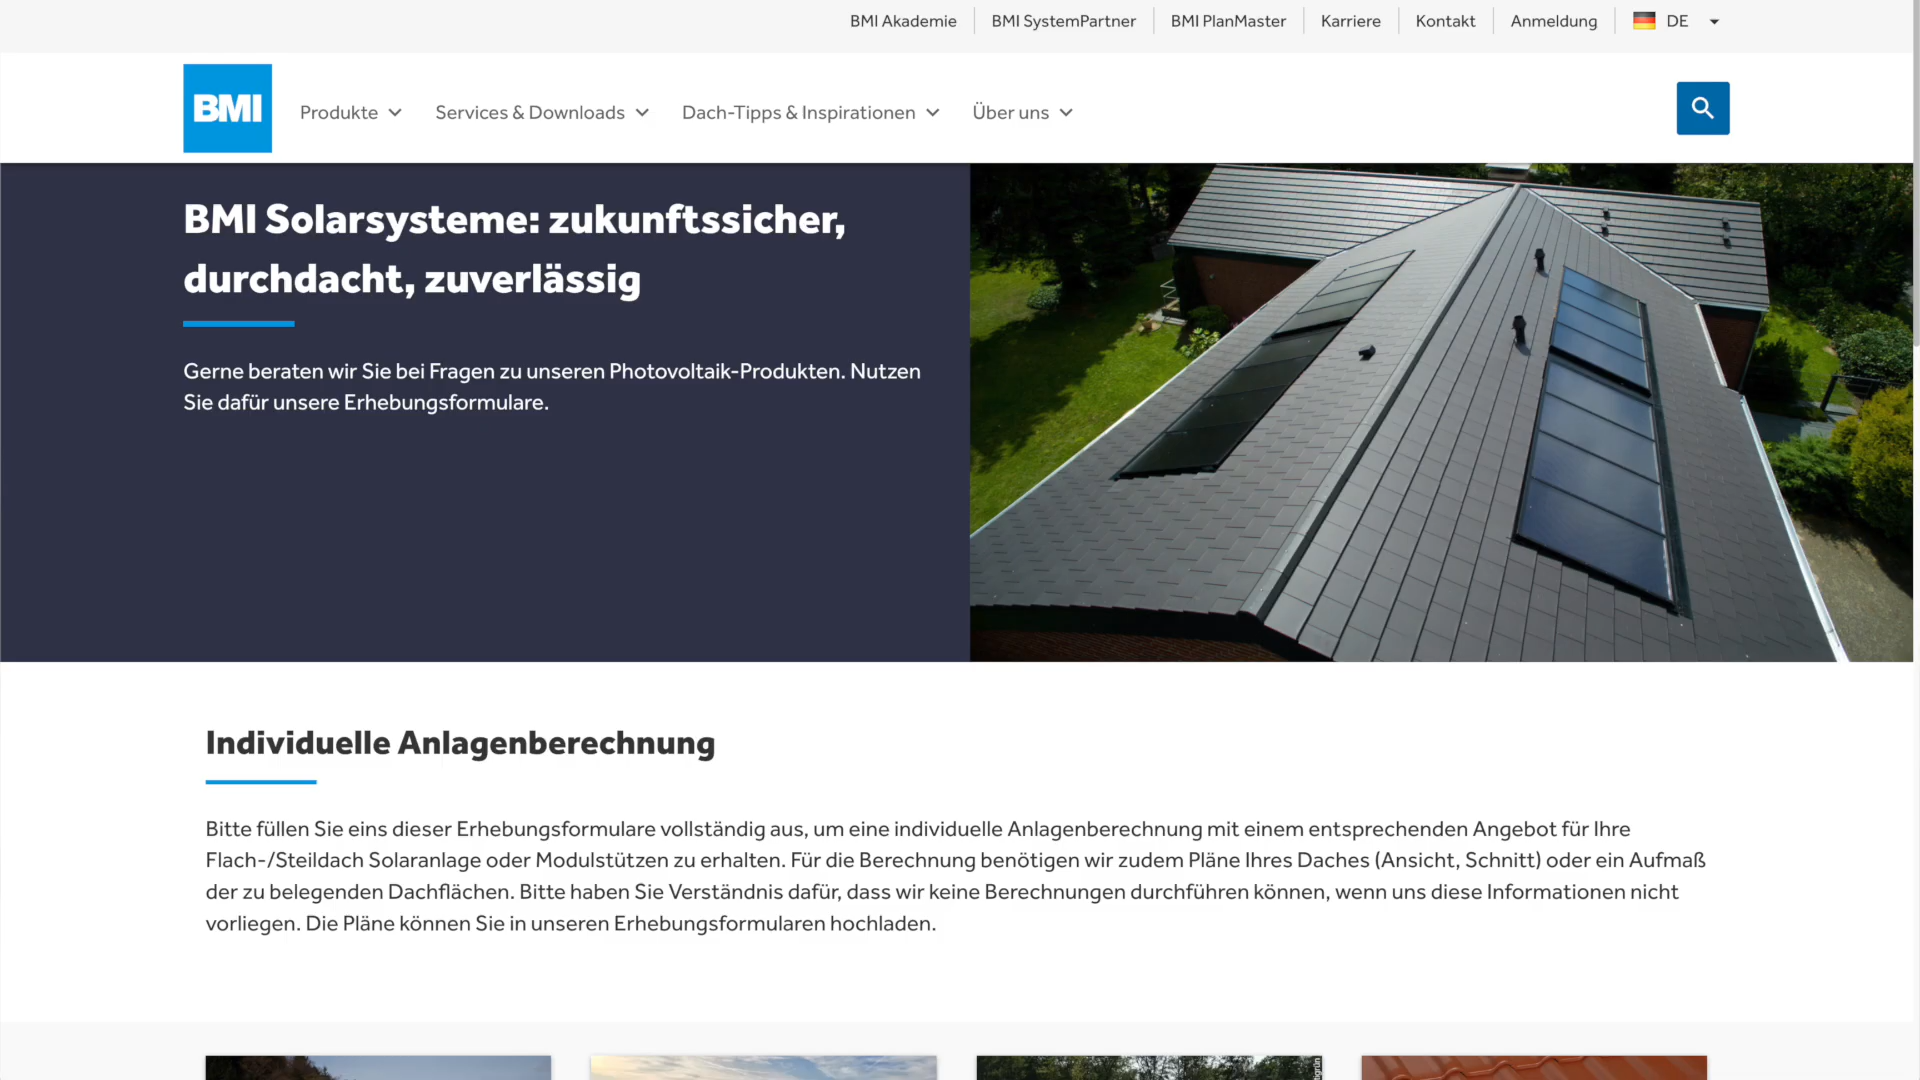 BMI Akademie
BMI SystemPartner
BMI PlanMaster
Karriere
Kontakt
Anmeldung
DE
BMI
Produkte
Services & Downloads
Dach-Tipps & Inspirationen
Über uns
BMI Solarsysteme: zukunftssicher,
durchdacht, zuverlässig
Gerne beraten wir Sie bei Fragen zu unseren Photovoltaik-Produkten. Nutzen
Sie dafür unsere Erhebungsformulare.
Individuelle Anlagenberechnung
Bitte füllen Sie eins dieser Erhebungsformulare vollständig aus, um eine individuelle Anlagenberechnung mit einem entsprechenden Angebot für Ihre
Flach-/Steildach Solaranlage oder Modulstützen zu erhalten. Für die Berechnung benötigen wir zudem Pläne Ihres Daches (Ansicht, Schnitt) oder ein Aufmaß
der zu belegenden Dachflächen. Bitte haben Sie Verständnis dafür, dass wir keine Berechnungen durchführen können, wenn uns diese Informationen nicht
vorliegen. Die Pläne können Sie in unseren Erhebungsformularen hochladen.